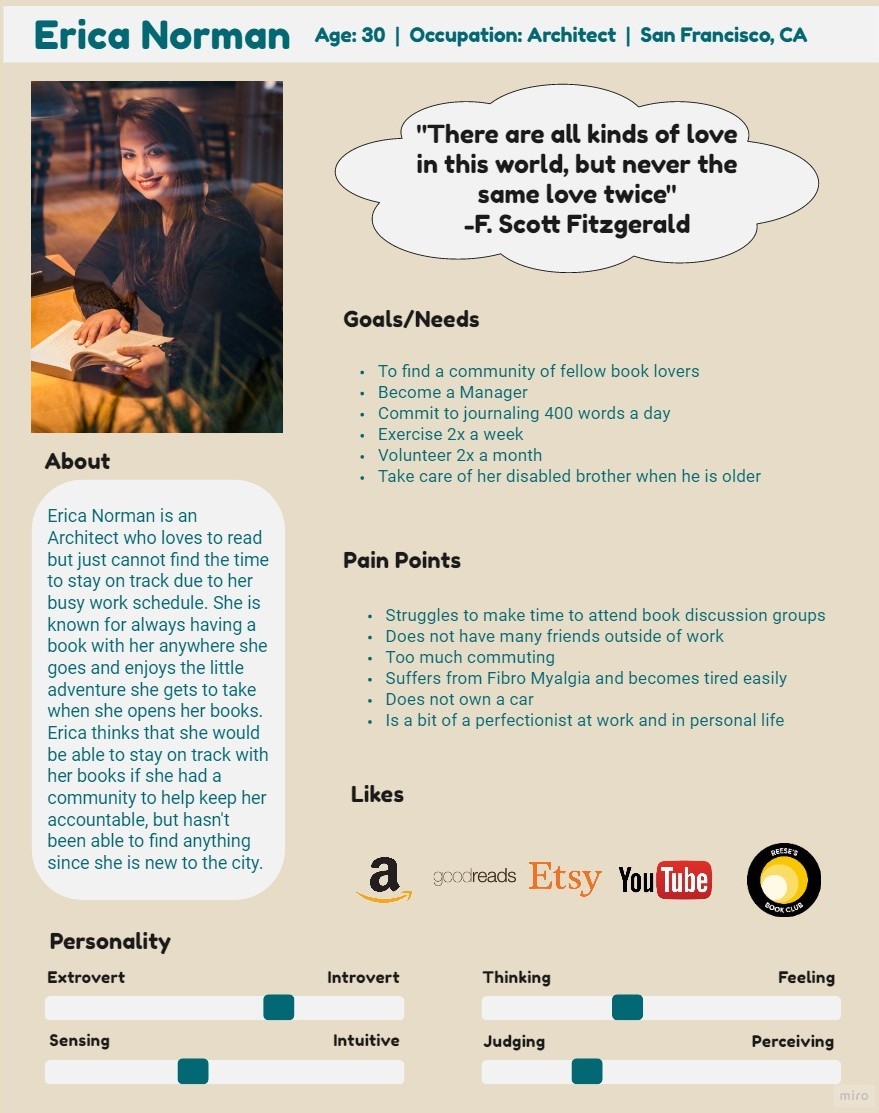 Erica Norman
Age: 30 | Occupation: Architect | San Francisco, CA
"There are all kinds of love
in this world, but never the
same love twice"
-F. Scott Fitzgerald
Goals/Needs
• To find a community of fellow book lovers
• Become a Manager
• Commit to journaling 400 words a day
• Exercise 2x a week
• Volunteer 2x a month
• Take care of her disabled brother when he is older
About
Erica Norman is an
Architect who loves to read
but just cannot find the time
to stay on track due to her
busy work schedule. She is
known for always having a
book with her anywhere she
goes and enjoys the little
adventure she gets to take
when she opens her books.
Erica thinks that she would
be able to stay on track with
her books if she had a
community to help keep her
accountable, but hasn't
been able to find anything
since she is new to the city.
Pain Points
• Struggles to make time to attend book discussion groups
• Does not have many friends outside of work
• Too much commuting
• Suffers from Fibro Myalgia and becomes tired easily
• Does not own a car
• Is a bit of a perfectionist at work and in personal life
Likes
a
goodreads
Etsy
YouTube
REESE'S
BOOK CLUB
Personality
Extrovert Introvert
Thinking Feeling
Sensing Intuitive
Judging Perceiving
miro